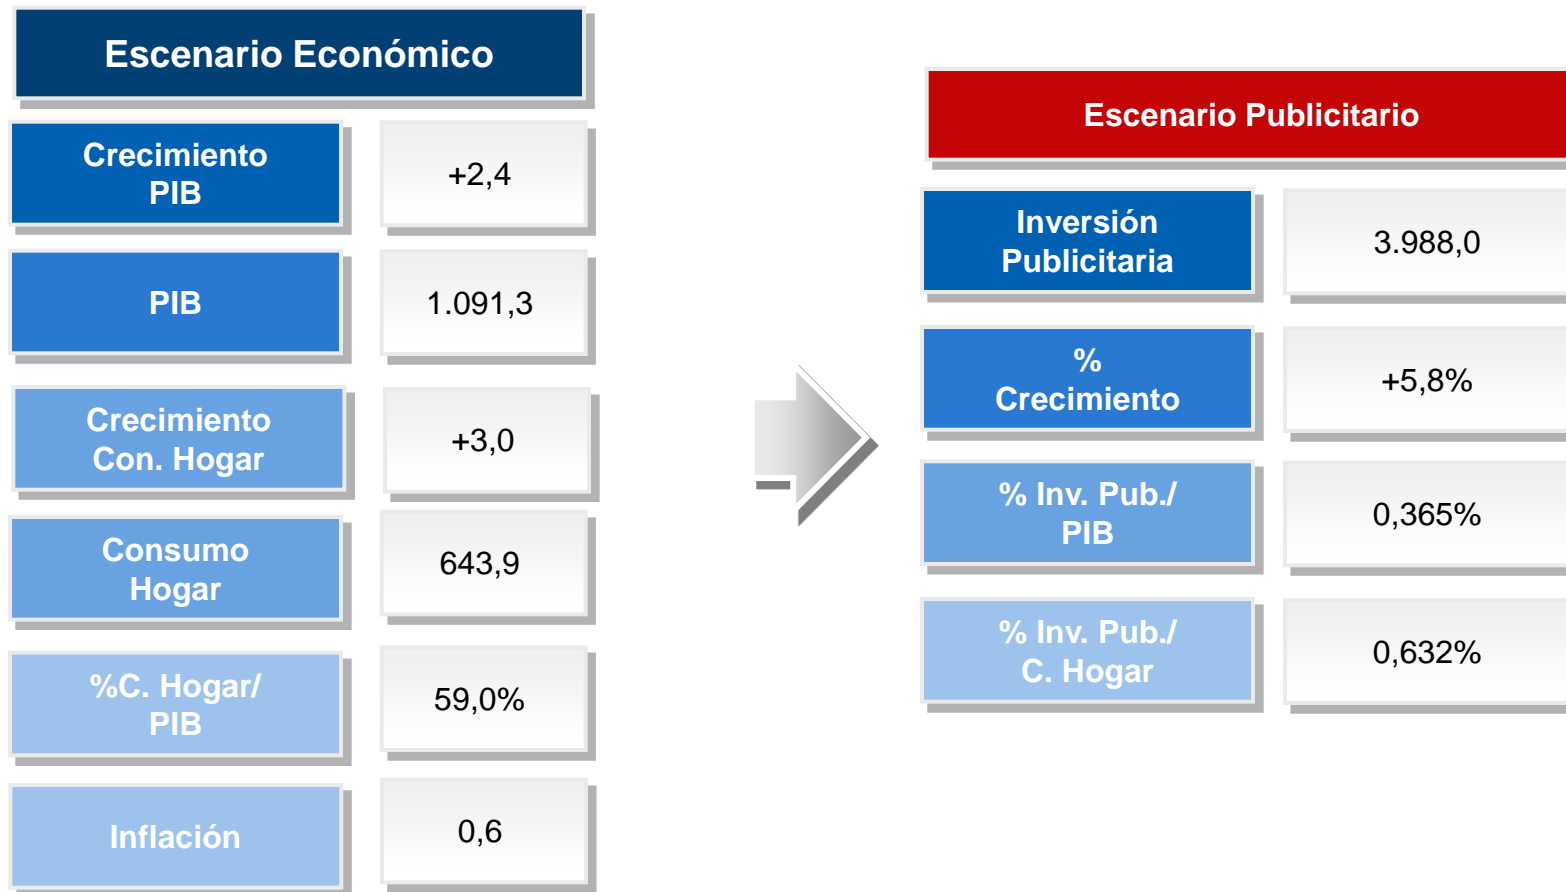 Escenario Económico
Crecimiento
PIB
+2,4
PIB
1.091,3
Crecimiento
Con. Hogar
+3,0
Consumo
Hogar
643,9
%C. Hogar/
PIB
59,0%
Inflación
0,6
Escenario Publicitario
Inversión
Publicitaria
3.988,0
%
Crecimiento
+5,8%
% Inv. Pub./
PIB
0,365%
% Inv. Pub./
C. Hogar
0,632%